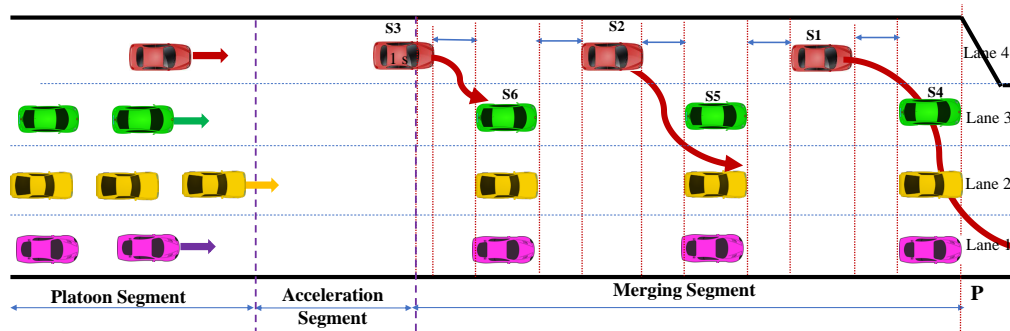 S3
S2
S1
Lane 4
1 s
S6
S5
S4
Lane 3
Lane 2
Lane 1
Platoon Segment
Acceleration
Segment
Merging Segment
P